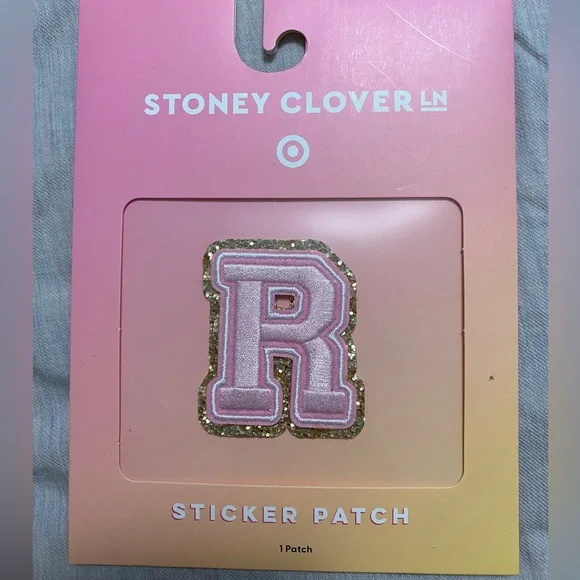 STONEY CLOVER LN
R
STICKER PATCH
1 Patch